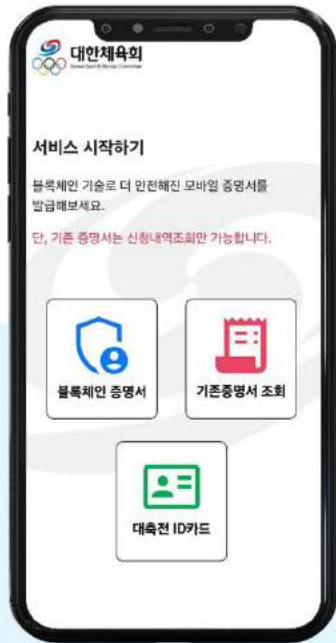 대한체육회
서비스 시작하기
블록체인 기술로 더 안전해진 모바일 증명서를
발급해보세요.
단, 기존 증명서는 신청내역조회만 가능합니다.
블록체인 증명서
기존증명서 조회
대축전 ID카드